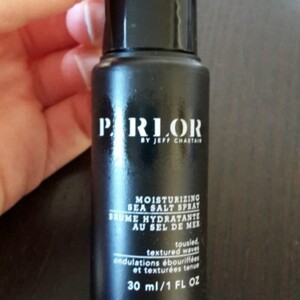 PARLOR
BY JEFF CHASTAIN
MOISTURIZING
SEA SALT SPRAY
BRUME HYDRATANTE
AU SEL DE MER
tousled,
textured waves
ondulations ébouriffées
et texturées tenue
30 ml/1 FL OZ